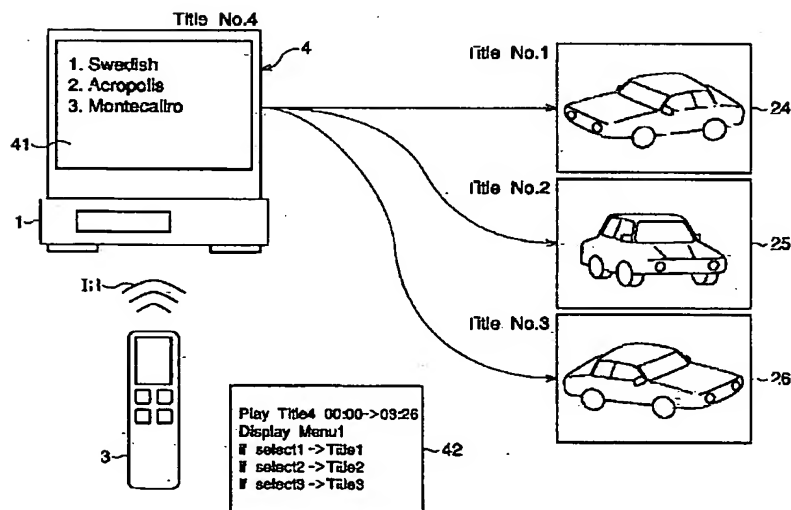 Title No.4
4
1. Swedish
2. Acropolis
3. Montecaliro
41
1
3
Play Title4 00:00->03:26
Display Menu1
if select1->Title1
if select2->Title2
if select3->Title3
42
Title No.1
24
Title No.2
25
Title No.3
26